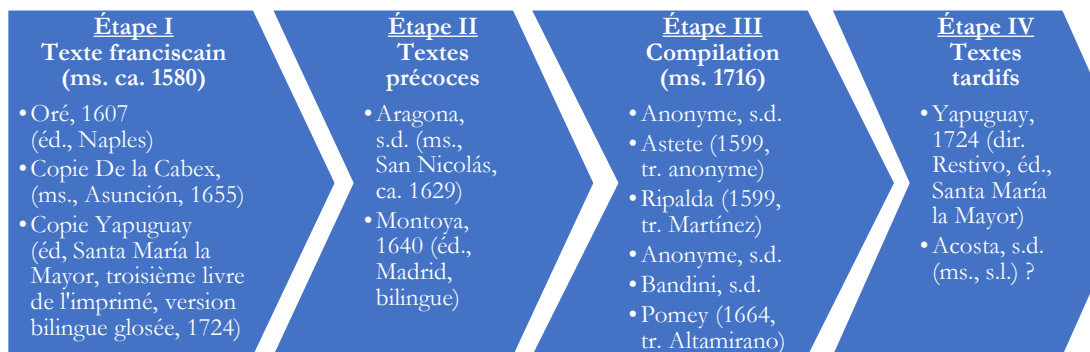 Étape I
Texte franciscain
(ms. ca. 1580)
• Oré, 1607
(éd., Naples)
• Copie De la Cabex,
(ms., Asunción, 1655)
• Copie Yapuguay
(éd, Santa María la
Mayor, troisième livre
de l'imprimé, version
bilingue glosée, 1724)
Étape II
Textes
précoces
• Aragona,
s.d. (ms.,
San Nicolás,
ca. 1629)
• Montoya,
1640 (éd.,
Madrid,
bilingue)
Étape III
Compilation
(ms. 1716)
• Anonyme, s.d.
• Astete (1599,
tr. anonyme)
• Ripalda (1599,
tr. Martínez)
• Anonyme, s.d.
• Bandini, s.d.
• Pomey (1664,
tr. Altamirano)
Étape IV
Textes
tardifs
• Yapuguay,
1724 (dir.
Restivo, éd.,
Santa María
la Mayor)
• Acosta, s.d.
(ms., s.l.) ?